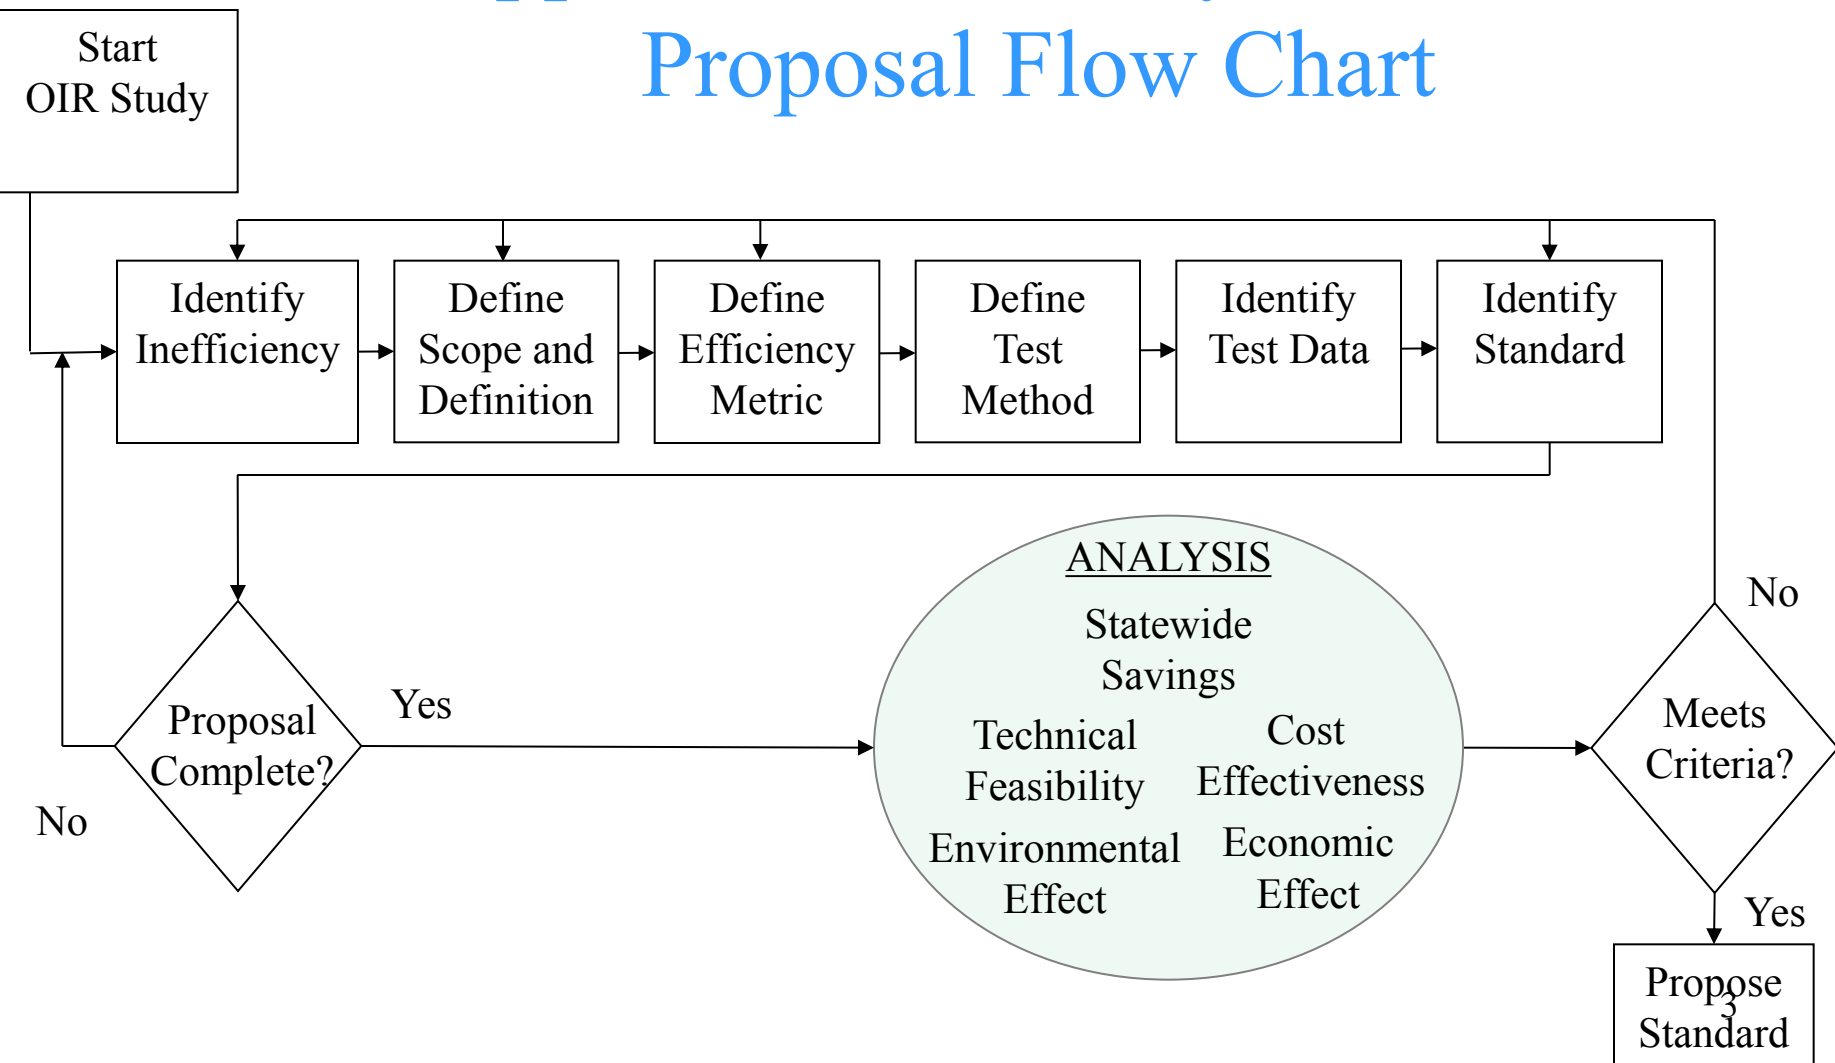 Proposal Flow Chart
Start
OIR Study
Identify
Inefficiency
Define
Scope and
Definition
Define
Efficiency
Metric
Define
Test
Method
Identify
Test Data
Identify
Standard
ANALYSIS
Statewide
Savings
Technical
Feasibility
Cost
Effectiveness
Environmental
Effect
Economic
Effect
Proposal
Complete?
Yes
No
Meets
Criteria?
No
Yes
Propose
Standard
3